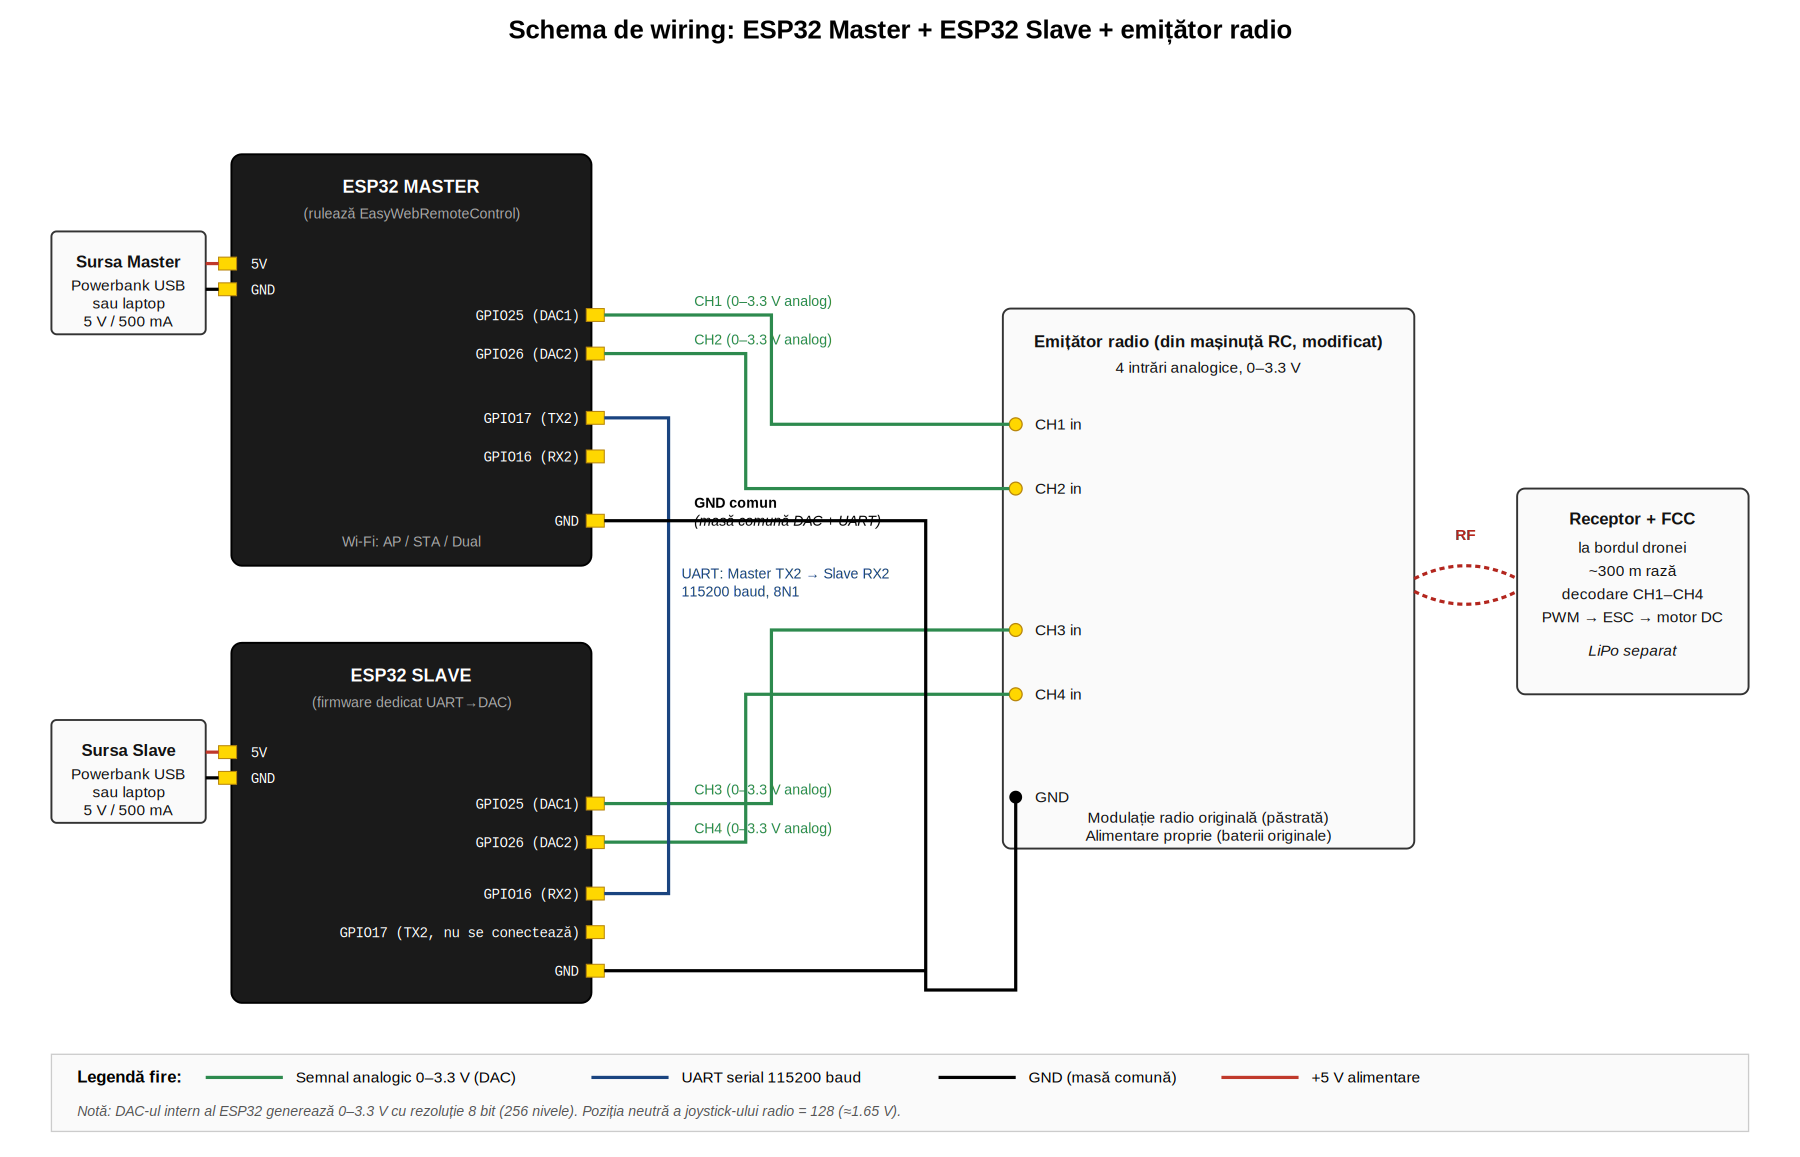 Schema de wiring: ESP32 Master + ESP32 Slave + emițător radio
ESP32 MASTER
(rulează EasyWebRemoteControl)
Sursa Master
Powerbank USB
sau laptop
5 V / 500 mA
5V
GND
GPIO25 (DAC1)
GPIO26 (DAC2)
GPIO17 (TX2)
GPIO16 (RX2)
GND
Wi-Fi: AP / STA / Dual
CH1 (0–3.3 V analog)
CH2 (0–3.3 V analog)
GND comun
(masă comună DAC + UART)
UART: Master TX2 → Slave RX2
115200 baud, 8N1
Emițător radio (din mașinuță RC, modificat)
4 intrări analogice, 0–3.3 V
CH1 in
CH2 in
CH3 in
CH4 in
GND
Modulație radio originală (păstrată)
Alimentare proprie (baterii originale)
RF
Receptor + FCC
la bordul dronei
~300 m rază
decodare CH1–CH4
PWM → ESC → motor DC
LiPo separat
ESP32 SLAVE
(firmware dedicat UART→DAC)
Sursa Slave
Powerbank USB
sau laptop
5 V / 500 mA
5V
GND
GPIO25 (DAC1)
GPIO26 (DAC2)
GPIO16 (RX2)
GPIO17 (TX2, nu se conectează)
GND
CH3 (0–3.3 V analog)
CH4 (0–3.3 V analog)
Legendă fire:
Semnal analogic 0–3.3 V (DAC)
UART serial 115200 baud
GND (masă comună)
+5 V alimentare
Notă: DAC-ul intern al ESP32 generează 0–3.3 V cu rezoluție 8 bit (256 nivele). Poziția neutră a joystick-ului radio = 128 (≈1.65 V).